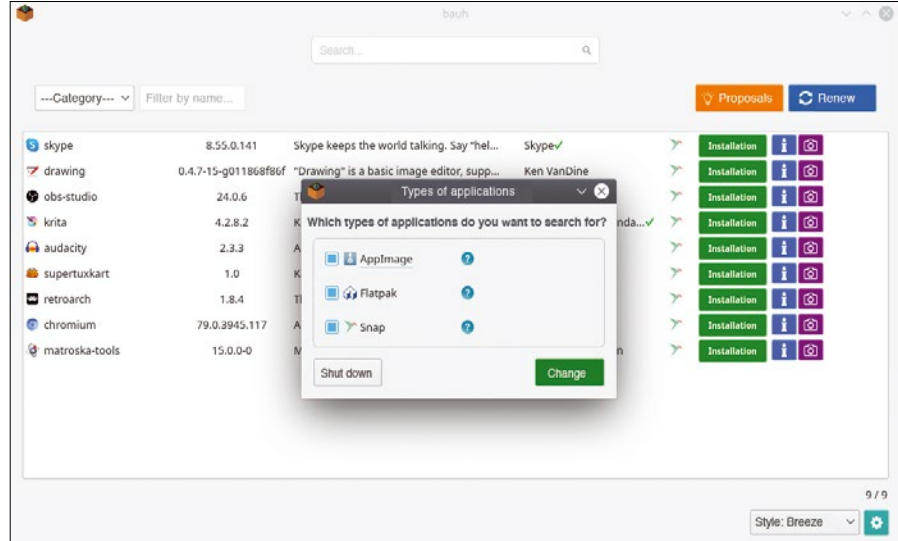 bauh
Search...
---Category--- Filter by name... Proposals Renew
skype 8.55.0.141 Skype keeps the world talking. Say "hel... Skype Installation i
drawing 0.4.7-15-g011868f86f "Drawing" is a basic image editor, supp... Ken VanDine Installation i
obs-studio 24.0.6 Installation i
krita 4.2.8.2 K nda... Installation i
audacity 2.3.3 A Installation i
supertuxkart 1.0 K Installation i
retroarch 1.8.4 Installation i
chromium 79.0.3945.117 A Installation i
matroska-tools 15.0.0-0 M n Installation i
Types of applications
Which types of applications do you want to search for?
AppImage ?
Flatpak ?
Snap ?
Shut down Change
9 / 9
Style: Breeze